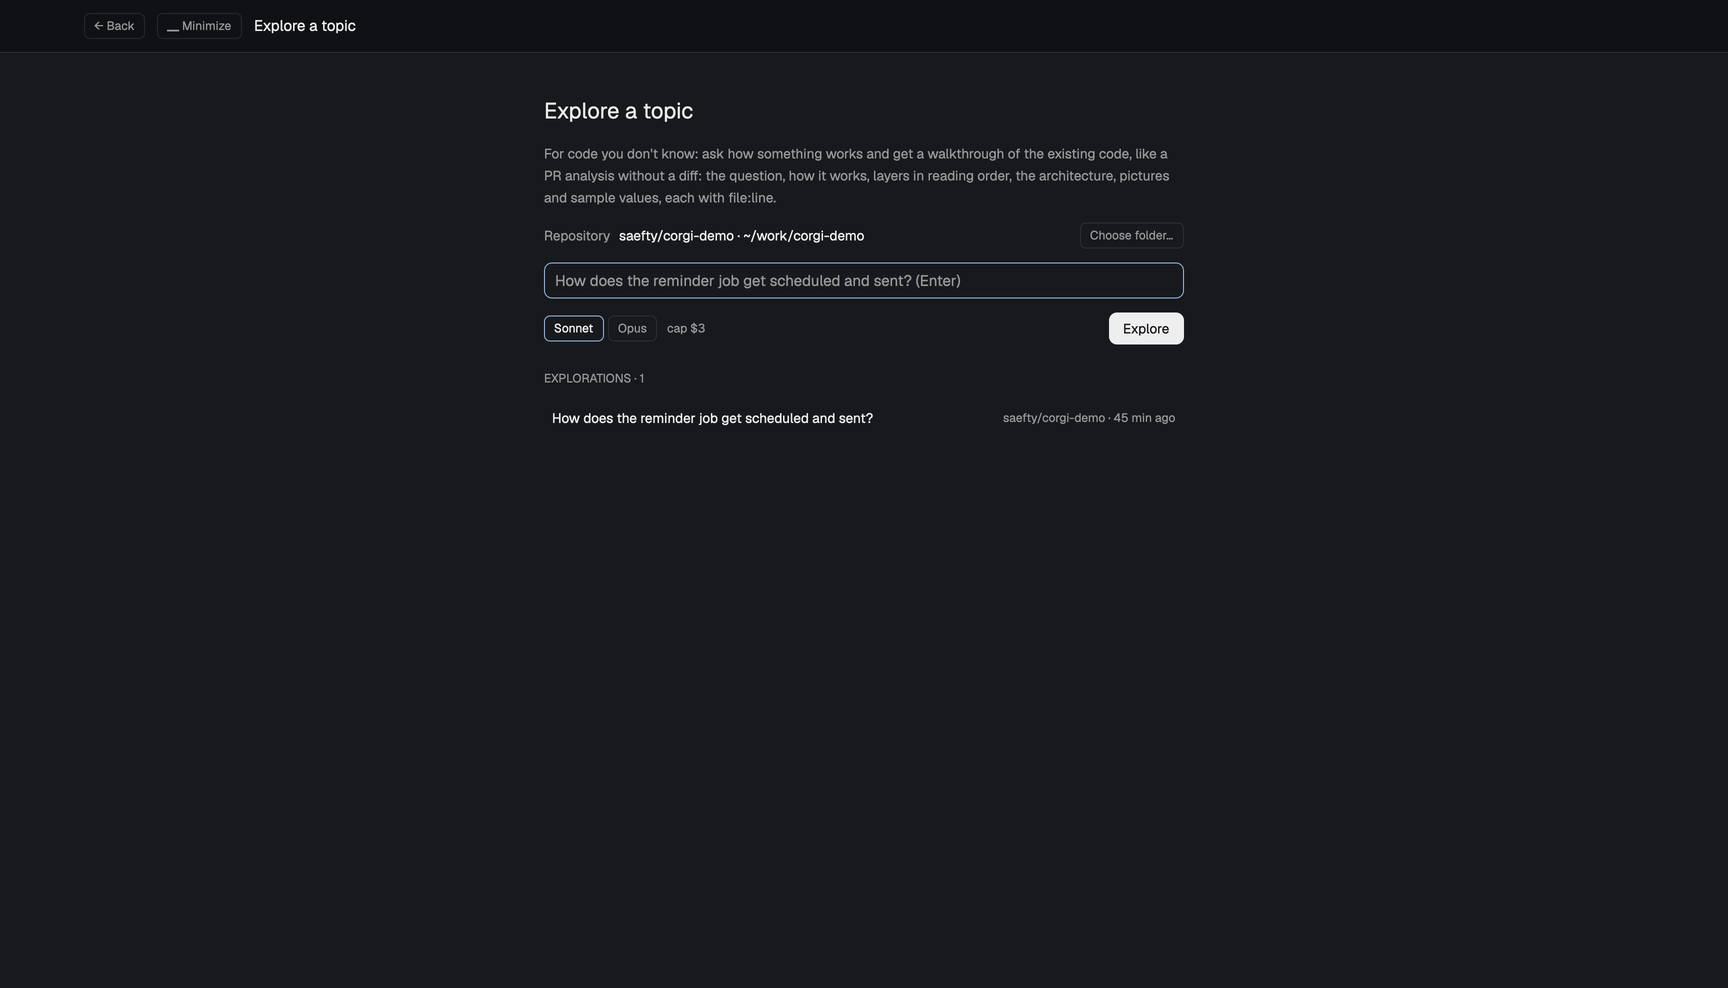 ← Back
__ Minimize
Explore a topic
Explore a topic
For code you don't know: ask how something works and get a walkthrough of the existing code, like a
PR analysis without a diff: the question, how it works, layers in reading order, the architecture, pictures
and sample values, each with file:line.
Repository saefty/corgi-demo · ~/work/corgi-demo
Choose folder...
How does the reminder job get scheduled and sent? (Enter)
Sonnet
Opus
cap $3
Explore
EXPLORATIONS · 1
How does the reminder job get scheduled and sent?
saefty/corgi-demo · 45 min ago